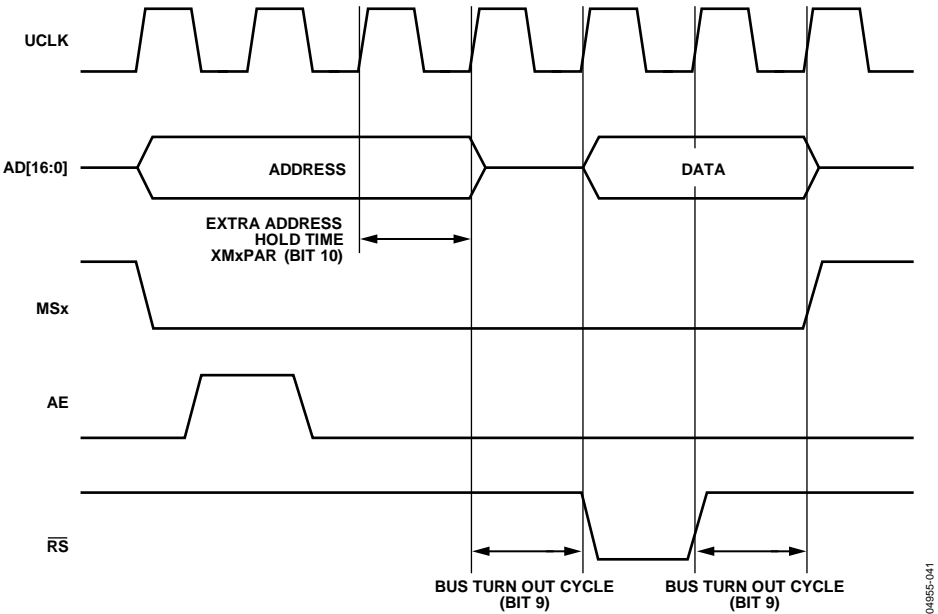 UCLK
AD[16:0]
ADDRESS
DATA
EXTRA ADDRESS
HOLD TIME
XMxPAR (BIT 10)
MSx
AE
RS
BUS TURN OUT CYCLE
(BIT 9)
BUS TURN OUT CYCLE
(BIT 9)
04955-041